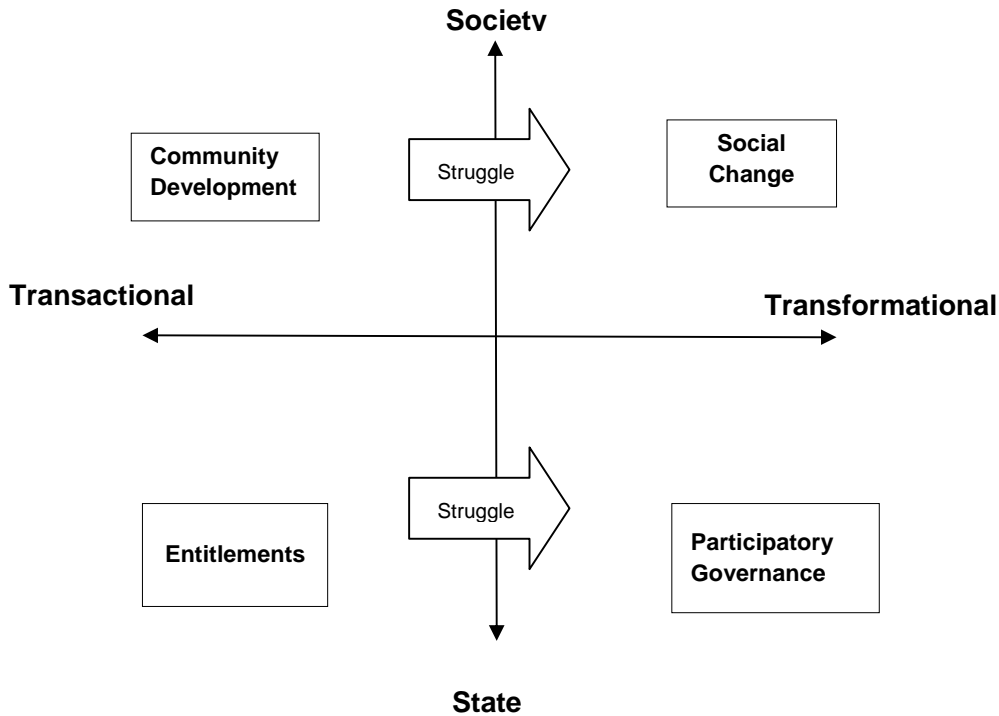 Society
Community
Development
Struggle
Social
Change
Transactional
Transformational
Entitlements
Struggle
Participatory
Governance
State